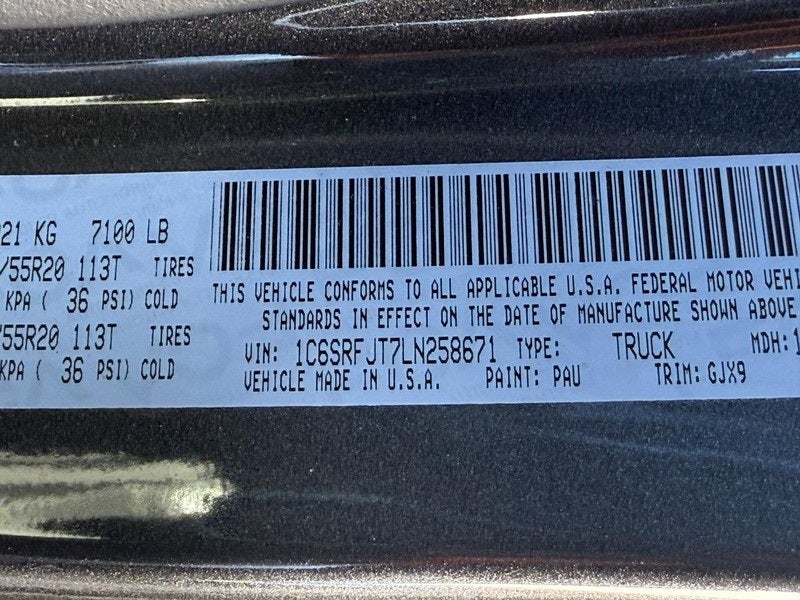 21 KG 7100 LB
/55R20 113T TIRES
KPA ( 36 PSI) COLD
55R20 113T TIRES
KPA ( 36 PSI) COLD
THIS VEHICLE CONFORMS TO ALL APPLICABLE U.S.A. FEDERAL MOTOR VEHI
STANDARDS IN EFFECT ON THE DATE OF MANUFACTURE SHOWN ABOVE
VIN: 1C6SRFJT7LN258671 TYPE: TRUCK MDH: 1
VEHICLE MADE IN U.S.A. PAINT: PAU TRIM: GJX9